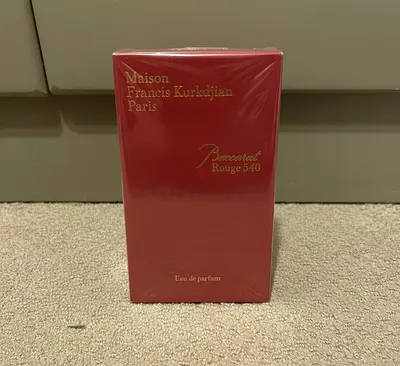 Maison
Francis Kurkdjian
Paris
Baccarat
Rouge 540
Eau de parfum